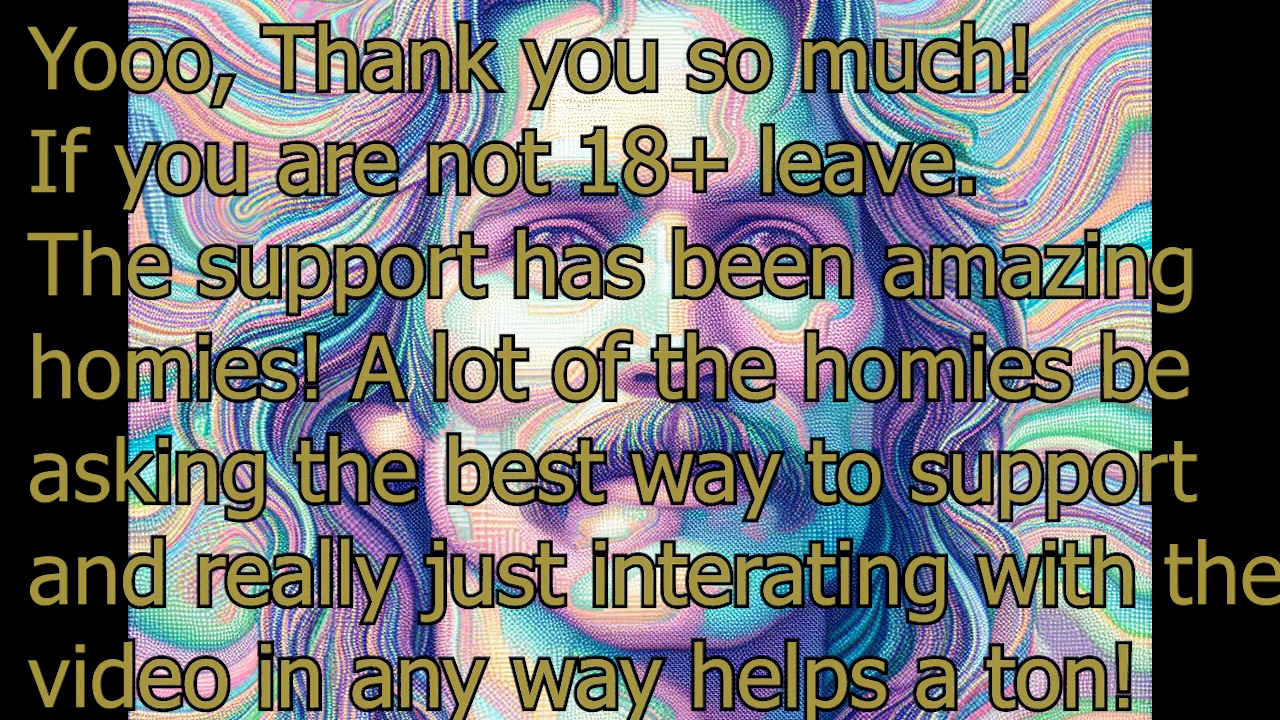 Yooo, Thank you so much!
If you are not 18+ leave.
The support has been amazing
homies! A lot of the homies be
asking the best way to support
and really just interating with the
video in any way helps a ton!